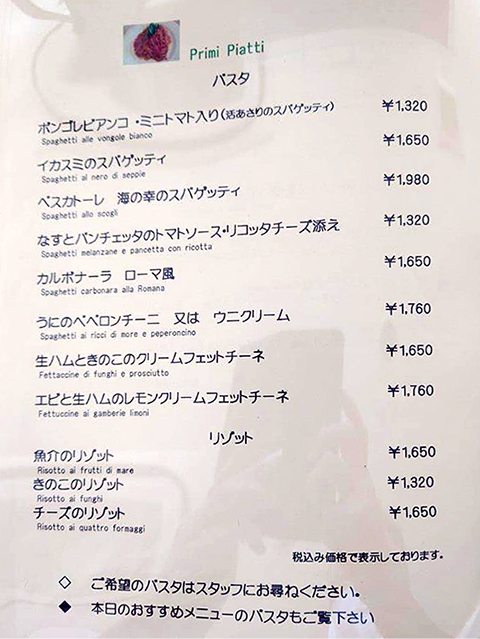 Primi Piatti
パスタ
ボンゴレビアンコ・ミニトマト入り(活あさりのスパゲッティ) ¥1,320
Spaghetti alle vongole bianco
¥1,650
イカスミのスパゲッティ
Spaghetti al nero di seppie
ペスカトーレ 海の幸のスパゲッティ ¥1,980
Spaghetti allo scogli
なすとパンチェッタのトマトソース・リコッタチーズ添え ¥1,320
Spaghetti melanzane e pancetta con ricotta
カルボナーラ ローマ風 ¥1,650
Spaghetti carbonara alla Romana
うにのペペロンチーニ 又は ウニクリーム ¥1,760
Spaghetti ai ricci di more e peperoncino
生ハムときのこのクリームフェットチーネ ¥1,650
Fettaccine di funghi e prosciutto
エビと生ハムのレモンクリームフェットチーネ ¥1,760
Fettuccine ai gamberie limoni
リゾット
魚介のリゾット ¥1,650
Risotto ai frutti di mare
きのこのリゾット ¥1,320
Risotto ai funghi
チーズのリゾット ¥1,650
Risotto ai quattro formaggi
税込み価格で表示しております。
◇ ご希望のパスタはスタッフにお尋ねください。
◆ 本日のおすすめメニューのパスタもご覧下さい